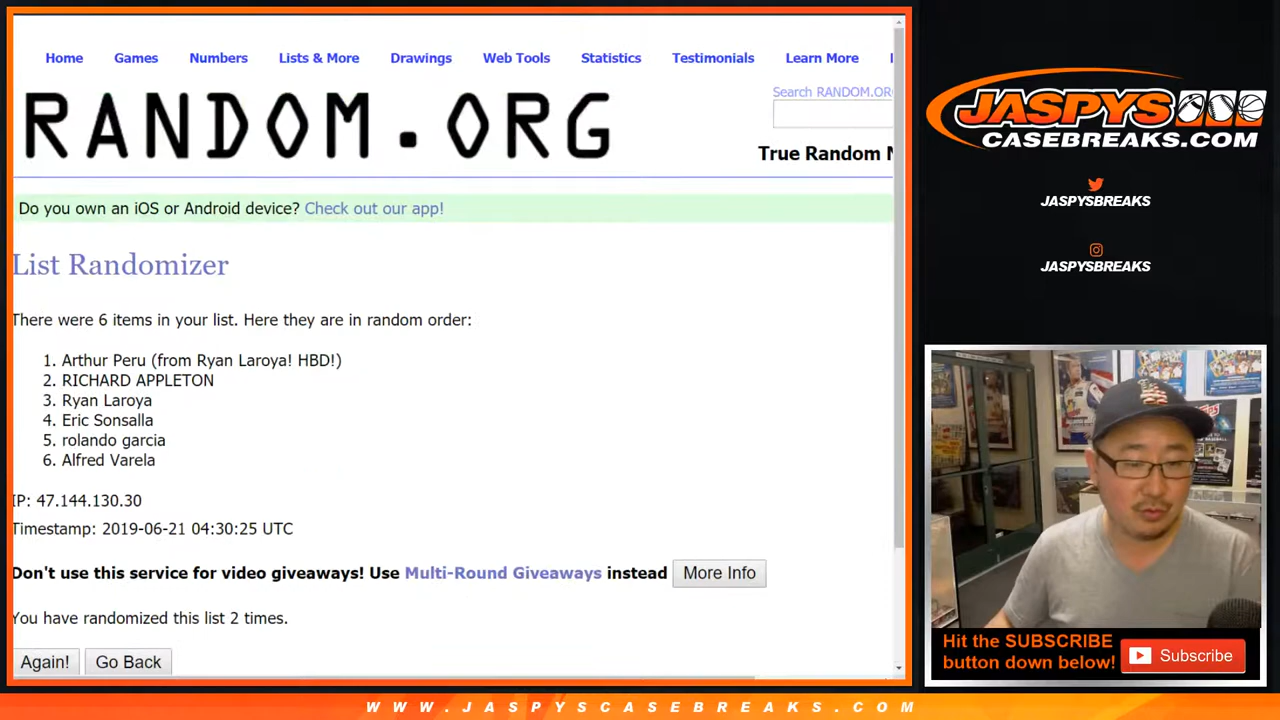 Home Games Numbers Lists & More Drawings Web Tools Statistics Testimonials Learn More
Search RANDOM.OR
RANDOM.ORG
True Random
Do you own an iOS or Android device? Check out our app!
List Randomizer
There were 6 items in your list. Here they are in random order:
1. Arthur Peru (from Ryan Laroya! HBD!)
2. RICHARD APPLETON
3. Ryan Laroya
4. Eric Sonsalla
5. rolando garcia
6. Alfred Varela
IP: 47.144.130.30
Timestamp: 2019-06-21 04:30:25 UTC
Don't use this service for video giveaways! Use Multi-Round Giveaways instead More Info
You have randomized this list 2 times.
Again! Go Back
JASPYS
CASEBREAKS.COM
JASPYSBREAKS
JASPYSBREAKS
Hit the SUBSCRIBE
button down below!
Subscribe
WWW.JASPYSCASEBREAKS.COM